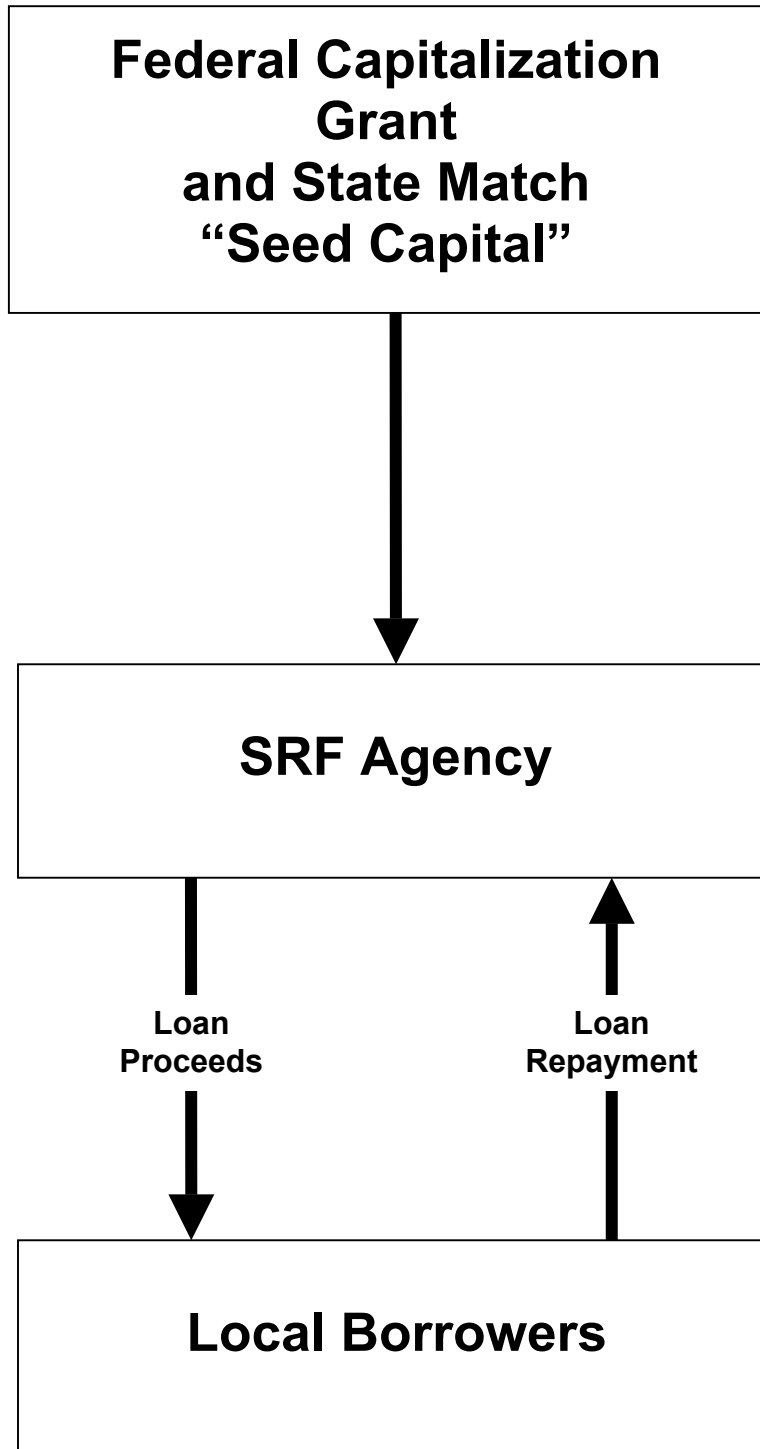 Federal Capitalization
Grant
and State Match
“Seed Capital”
SRF Agency
Loan
Proceeds
Loan
Repayment
Local Borrowers